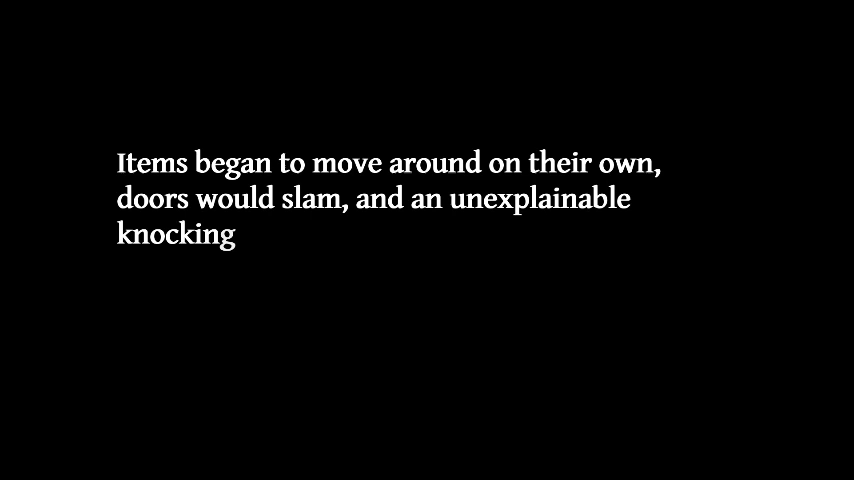 Items began to move around on their own,
doors would slam, and an unexplainable
knocking